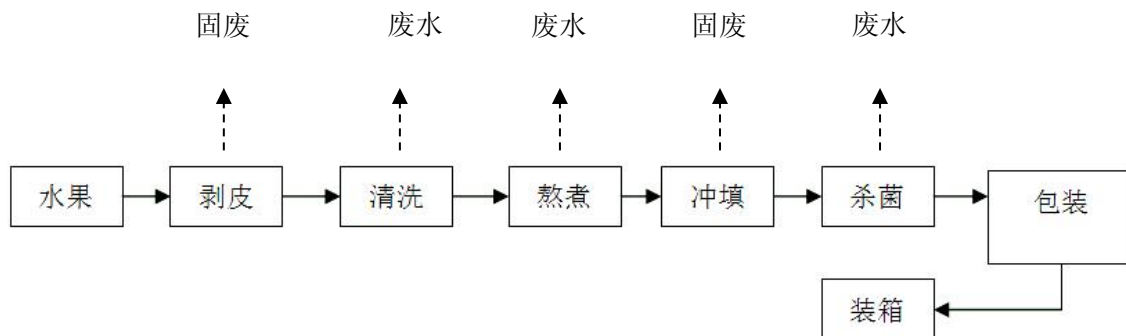 固废 废水 废水 固废 废水
水果 剥皮 清洗 熬煮 冲填 杀菌 包装
装箱